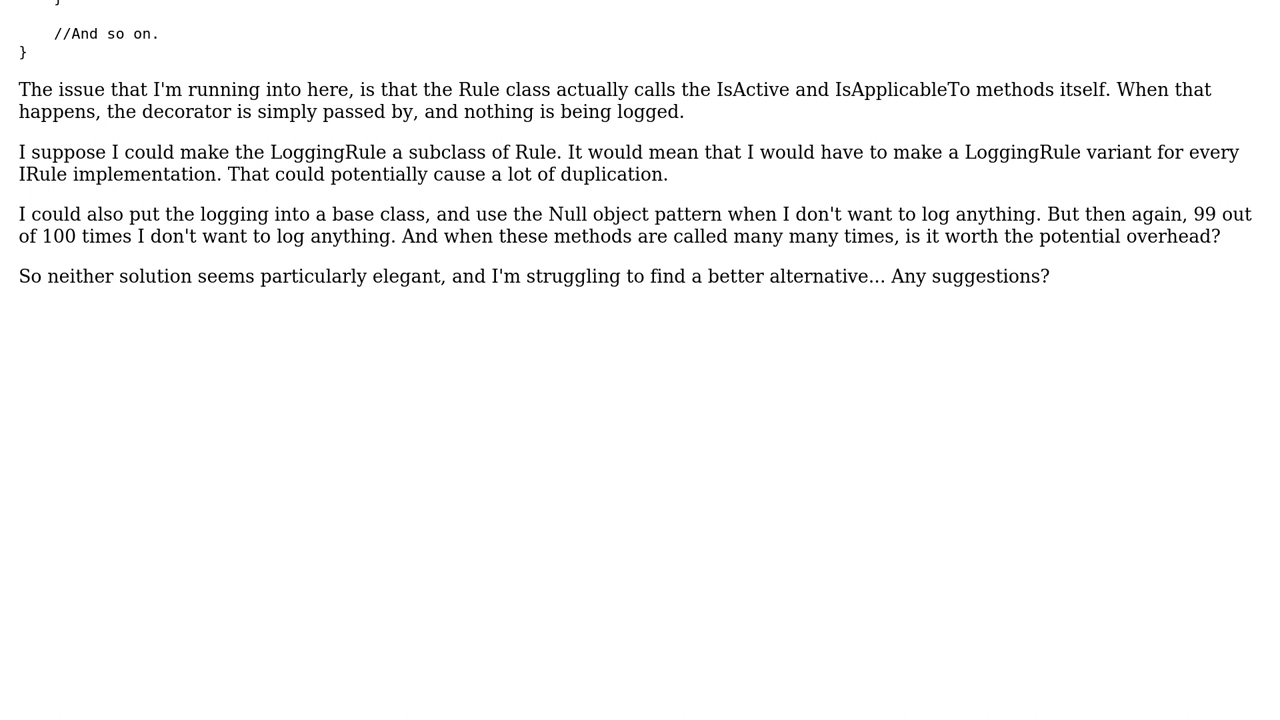 }
//And so on.
}
The issue that I'm running into here, is that the Rule class actually calls the IsActive and IsApplicableTo methods itself. When that
happens, the decorator is simply passed by, and nothing is being logged.
I suppose I could make the LoggingRule a subclass of Rule. It would mean that I would have to make a LoggingRule variant for every
IRule implementation. That could potentially cause a lot of duplication.
I could also put the logging into a base class, and use the Null object pattern when I don't want to log anything. But then again, 99 out
of 100 times I don't want to log anything. And when these methods are called many many times, is it worth the potential overhead?
So neither solution seems particularly elegant, and I'm struggling to find a better alternative... Any suggestions?